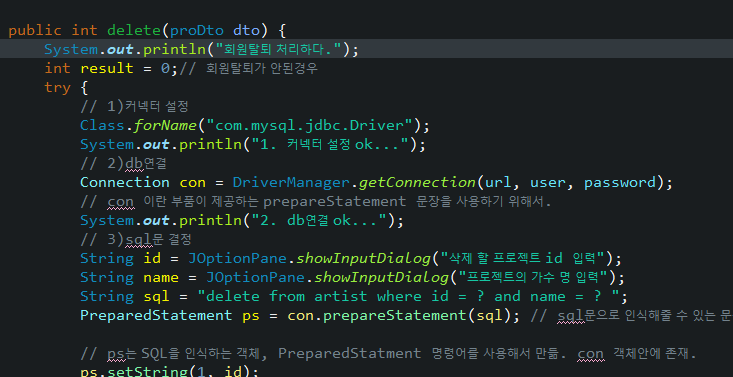 public int delete(proDto dto) {
System.out.println("회원탈퇴 처리하다.");
int result = 0;// 회원탈퇴가 안된경우
try {
// 1)커넥터 설정
Class.forName("com.mysql.jdbc.Driver");
System.out.println("1. 커넥터 설정 ok...");
// 2)db연결
Connection con = DriverManager.getConnection(url, user, password);
// con 이란 부품이 제공하는 prepareStatement 문장을 사용하기 위해서.
System.out.println("2. db연결 ok...");
// 3)sql문 결정
String id = JOptionPane.showInputDialog("삭제 할 프로젝트 id 입력");
String name = JOptionPane.showInputDialog("프로젝트의 가수 명 입력");
String sql = "delete from artist where id = ? and name = ? ";
PreparedStatement ps = con.prepareStatement(sql); // sql문으로 인식해줄 수 있는 문
// ps는 SQL을 인식하는 객체, PreparedStatment 명령어를 사용해서 만듦. con 객체안에 존재.
ps.setString(1, id);